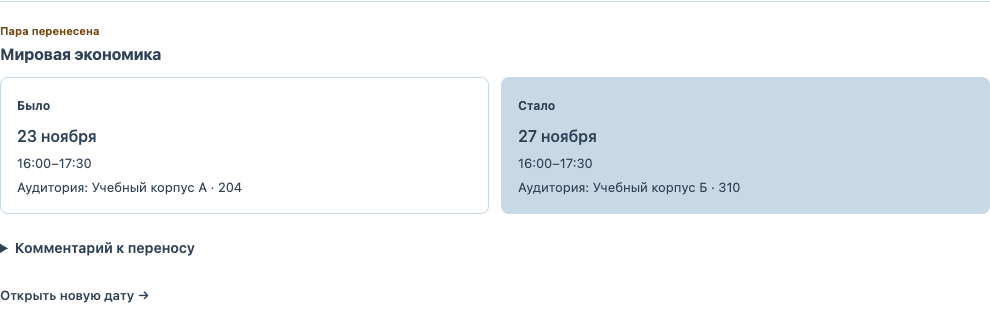 Пара перенесена
Мировая экономика
Было
23 ноября
16:00–17:30
Аудитория: Учебный корпус А · 204
Стало
27 ноября
16:00–17:30
Аудитория: Учебный корпус Б · 310
Комментарий к переносу
Открыть новую дату →